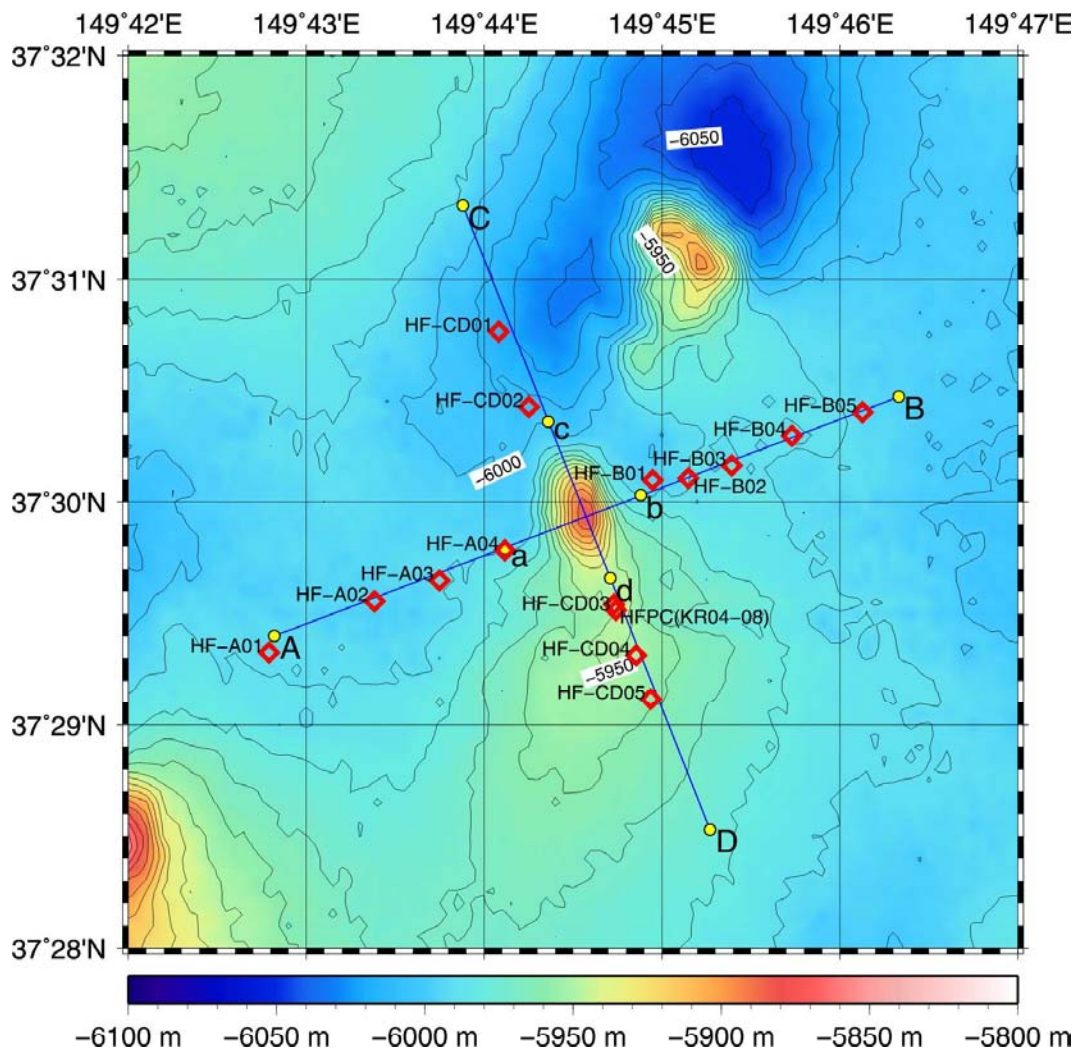 149°42'E 149°43'E 149°44'E 149°45'E 149°46'E 149°47'E
37°32'N
−6050
C
−5950
37°31'N
HF−CD01
HF−B05
B
HF−CD02
c
HF−B04
HF−B03
−6000
HF−B01
HF−B02
37°30'N
b
HF−A04
a
HF−A03
d
HF−A02
HF−CD03
HFPC(KR04−08)
HF−A01
A
HF−CD04
−5950
HF−CD05
37°29'N
D
37°28'N
−6100 m −6050 m −6000 m −5950 m −5900 m −5850 m −5800 m